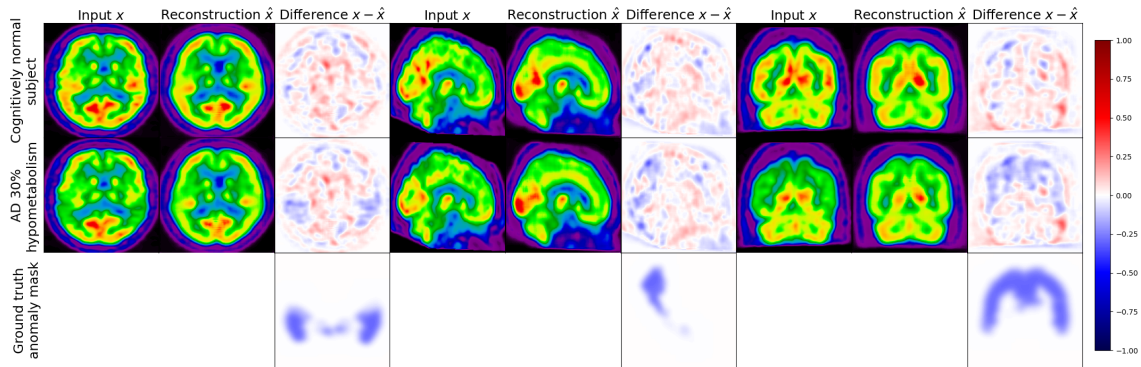 Input x Reconstruction x̂ Difference x − x̂ Input x Reconstruction x̂ Difference x − x̂ Input x Reconstruction x̂ Difference x − x̂
Cognitively normal
subject
AD 30%
hypometabolism
Ground truth
anomaly mask
1.00
0.75
0.50
0.25
0.00
−0.25
−0.50
−0.75
−1.00